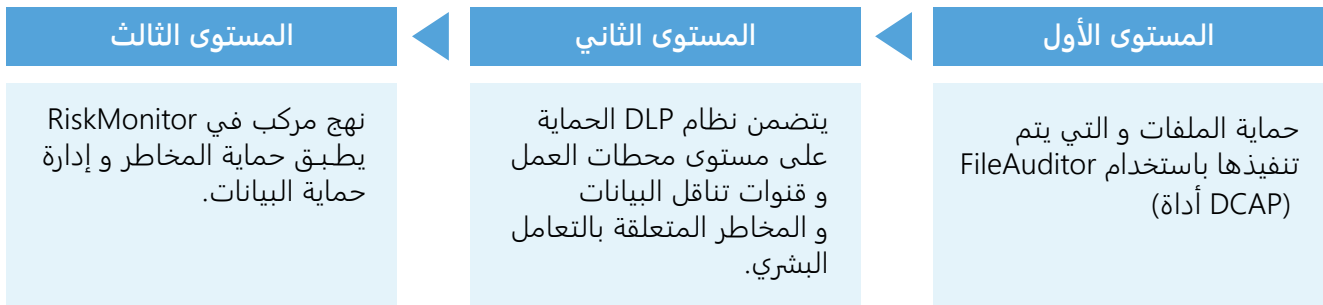 المستوى الأول
حماية الملفات و التي يتم
تنفيذها باستخدام FileAuditor
(DCAP أداة)
المستوى الثاني
يتضمن نظام DLP الحماية
على مستوى محطات العمل
و قنوات تناقل البيانات
و المخاطر المتعلقة بالتعامل
البشري.
المستوى الثالث
نهج مركب في RiskMonitor
يطبق حماية المخاطر و إدارة
حماية البيانات.